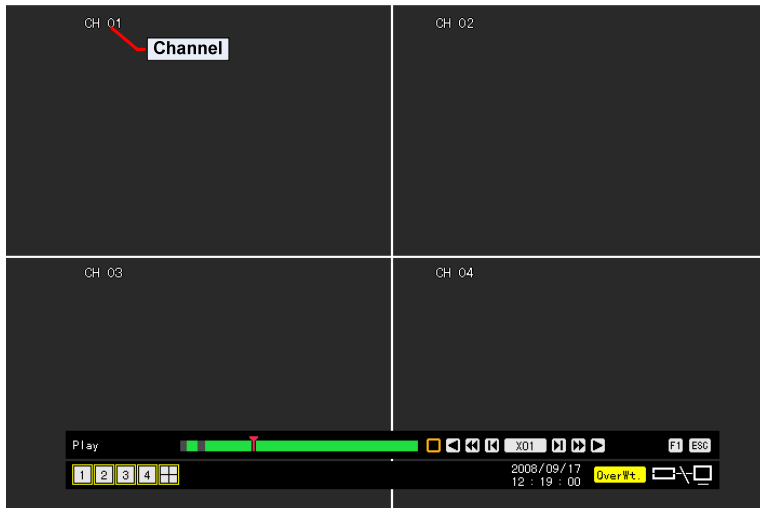 CH 01
Channel
CH 02
CH 03
CH 04
Play
X01
F1 ESC
1 2 3 4
2008/09/17
12 : 19 : 00
OverWt.